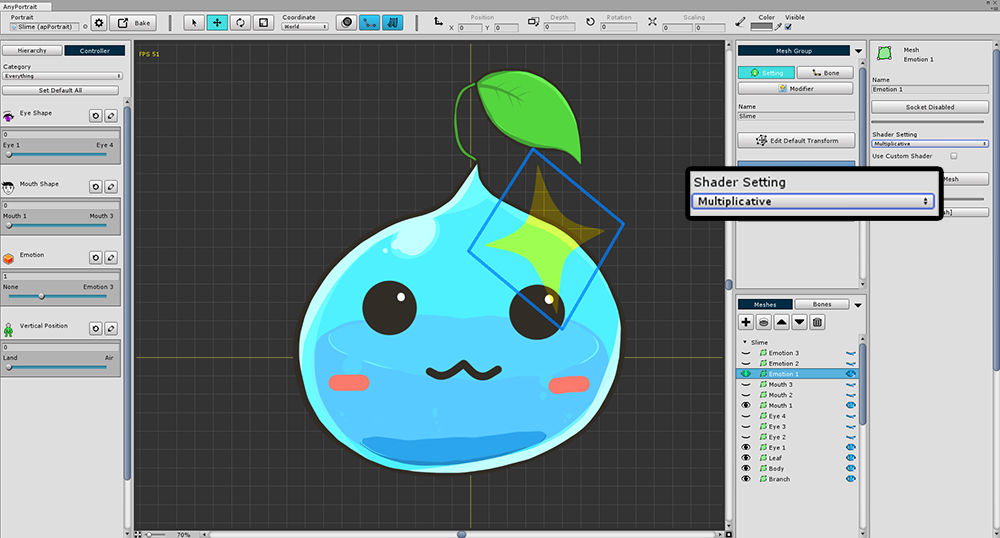 AnyPortrait
Portrait
Slime (apPortrait)
Bake
Coordinate
World
Position
X
0
Y
0
Depth
0
Rotation
0
Scaling
X
0
Y
0
Color
Visible
Hierarchy
Controller
Category
Everything
Set Default All
Eye Shape
0
Eye 1
Eye 4
Mouth Shape
0
Mouth 1
Mouth 3
Emotion
1
None
Emotion 3
Vertical Position
0
Land
Air
FPS 51
70%
Mesh Group
Setting
Bone
Modifier
Name
Slime
Edit Default Transform
Meshes
Bones
Slime
Emotion 3
Emotion 2
Emotion 1
Mouth 3
Mouth 2
Mouth 1
Eye 4
Eye 3
Eye 2
Eye 1
Leaf
Body
Branch
Mesh
Emotion 1
Name
Emotion 1
Socket Disabled
Shader Setting
Multiplicative
Use Custom Shader
Mesh
Shader Setting
Multiplicative